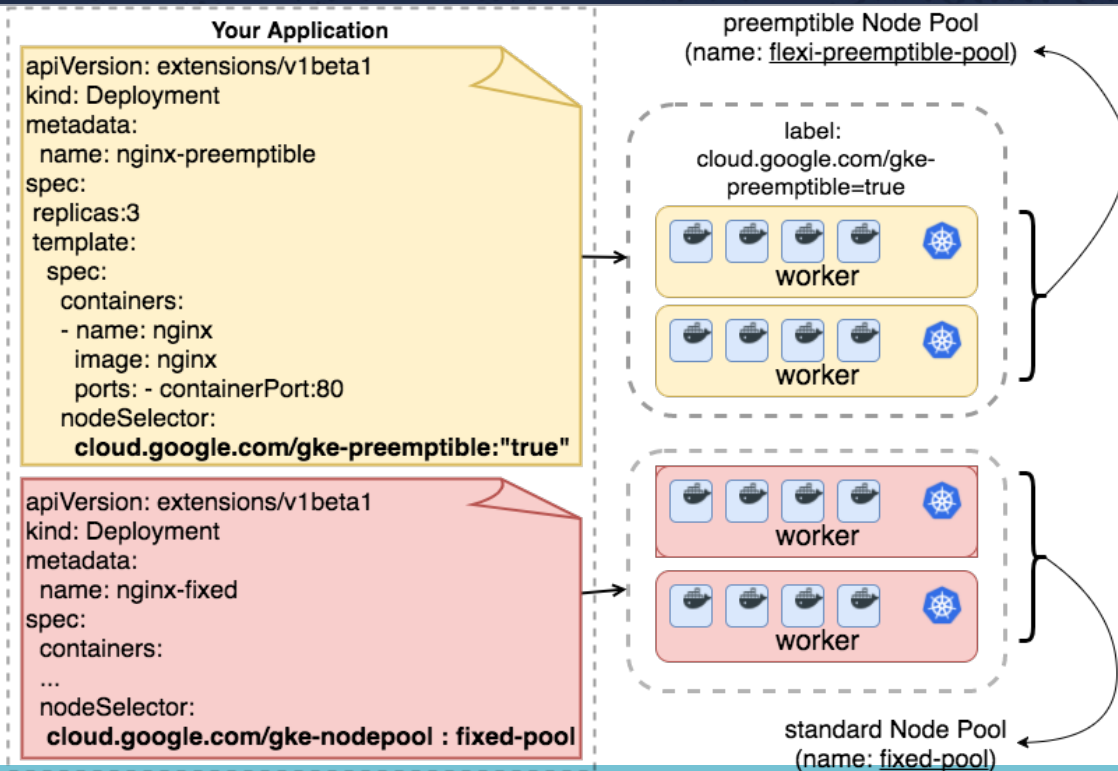 Your Application
apiVersion: extensions/v1beta1
kind: Deployment
metadata:
name: nginx-preemptible
spec:
replicas:3
template:
spec:
containers:
- name: nginx
image: nginx
ports: - containerPort:80
nodeSelector:
cloud.google.com/gke-preemptible:"true"
apiVersion: extensions/v1beta1
kind: Deployment
metadata:
name: nginx-fixed
spec:
containers:
...
nodeSelector:
cloud.google.com/gke-nodepool : fixed-pool
preemptible Node Pool
(name: flexi-preemptible-pool)
label:
cloud.google.com/gke-
preemptible=true
worker
worker
worker
worker
standard Node Pool
(name: fixed-pool)